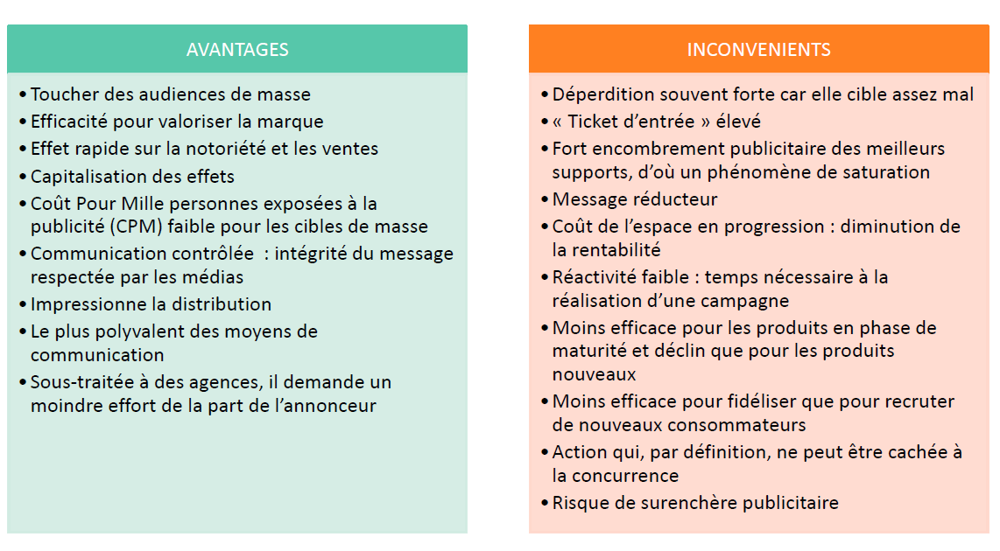 AVANTAGES
• Toucher des audiences de masse
• Efficacité pour valoriser la marque
• Effet rapide sur la notoriété et les ventes
• Capitalisation des effets
• Coût Pour Mille personnes exposées à la
publicité (CPM) faible pour les cibles de masse
• Communication contrôlée : intégrité du message
respectée par les médias
• Impressionne la distribution
• Le plus polyvalent des moyens de
communication
• Sous-traitée à des agences, il demande un
moindre effort de la part de l’annonceur
INCONVENIENTS
• Déperdition souvent forte car elle cible assez mal
• « Ticket d’entrée » élevé
• Fort encombrement publicitaire des meilleurs
supports, d’où un phénomène de saturation
• Message réducteur
• Coût de l’espace en progression : diminution de
la rentabilité
• Réactivité faible : temps nécessaire à la
réalisation d’une campagne
• Moins efficace pour les produits en phase de
maturité et déclin que pour les produits
nouveaux
• Moins efficace pour fidéliser que pour recruter
de nouveaux consommateurs
• Action qui, par définition, ne peut être cachée à
la concurrence
• Risque de surenchère publicitaire